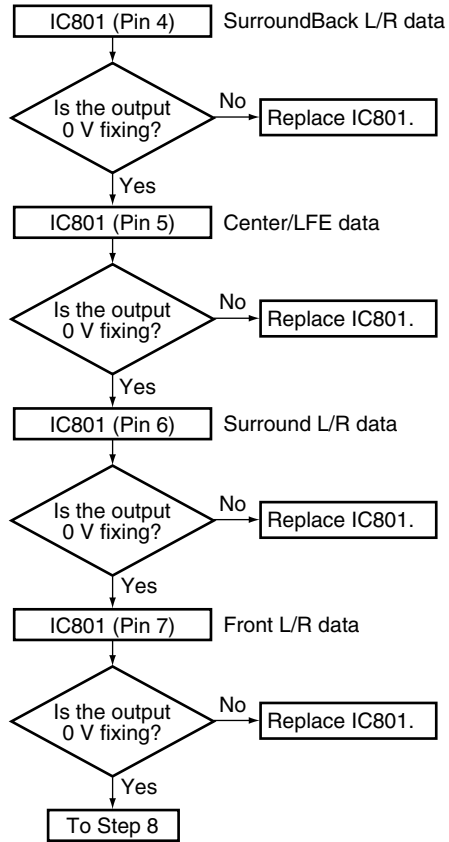 IC801 (Pin 4) SurroundBack L/R data
Is the output
0 V fixing?
No
Replace IC801.
Yes
IC801 (Pin 5) Center/LFE data
Is the output
0 V fixing?
No
Replace IC801.
Yes
IC801 (Pin 6) Surround L/R data
Is the output
0 V fixing?
No
Replace IC801.
Yes
IC801 (Pin 7) Front L/R data
Is the output
0 V fixing?
No
Replace IC801.
Yes
To Step 8